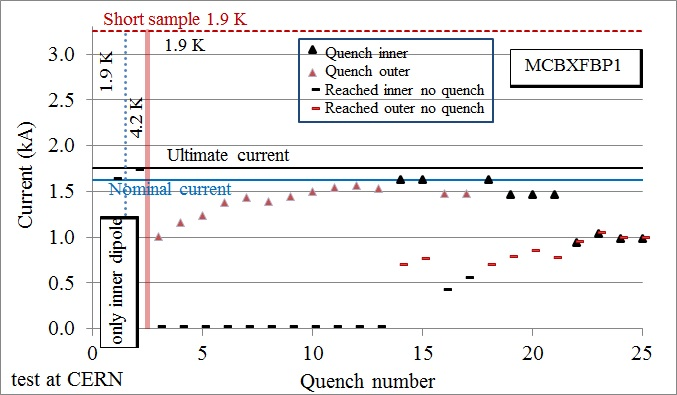 Short sample 1.9 K
1.9 K
1.9 K
4.2 K
MCBXFBP1
Quench inner
Quench outer
Reached inner no quench
Reached outer no quench
Ultimate current
Nominal current
only inner dipole
Current (kA)
3.0
2.5
2.0
1.5
1.0
0.5
0.0
0 5 10 15 20 25
test at CERN
Quench number